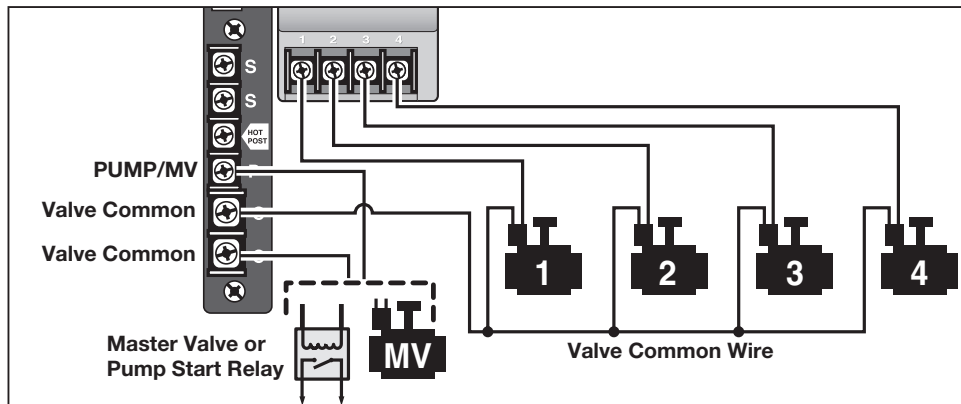 1 2 3 4
S
S
HOT
POST
PUMP/MV
Valve Common
Valve Common
1 2 3 4
MV
Master Valve or
Pump Start Relay
Valve Common Wire